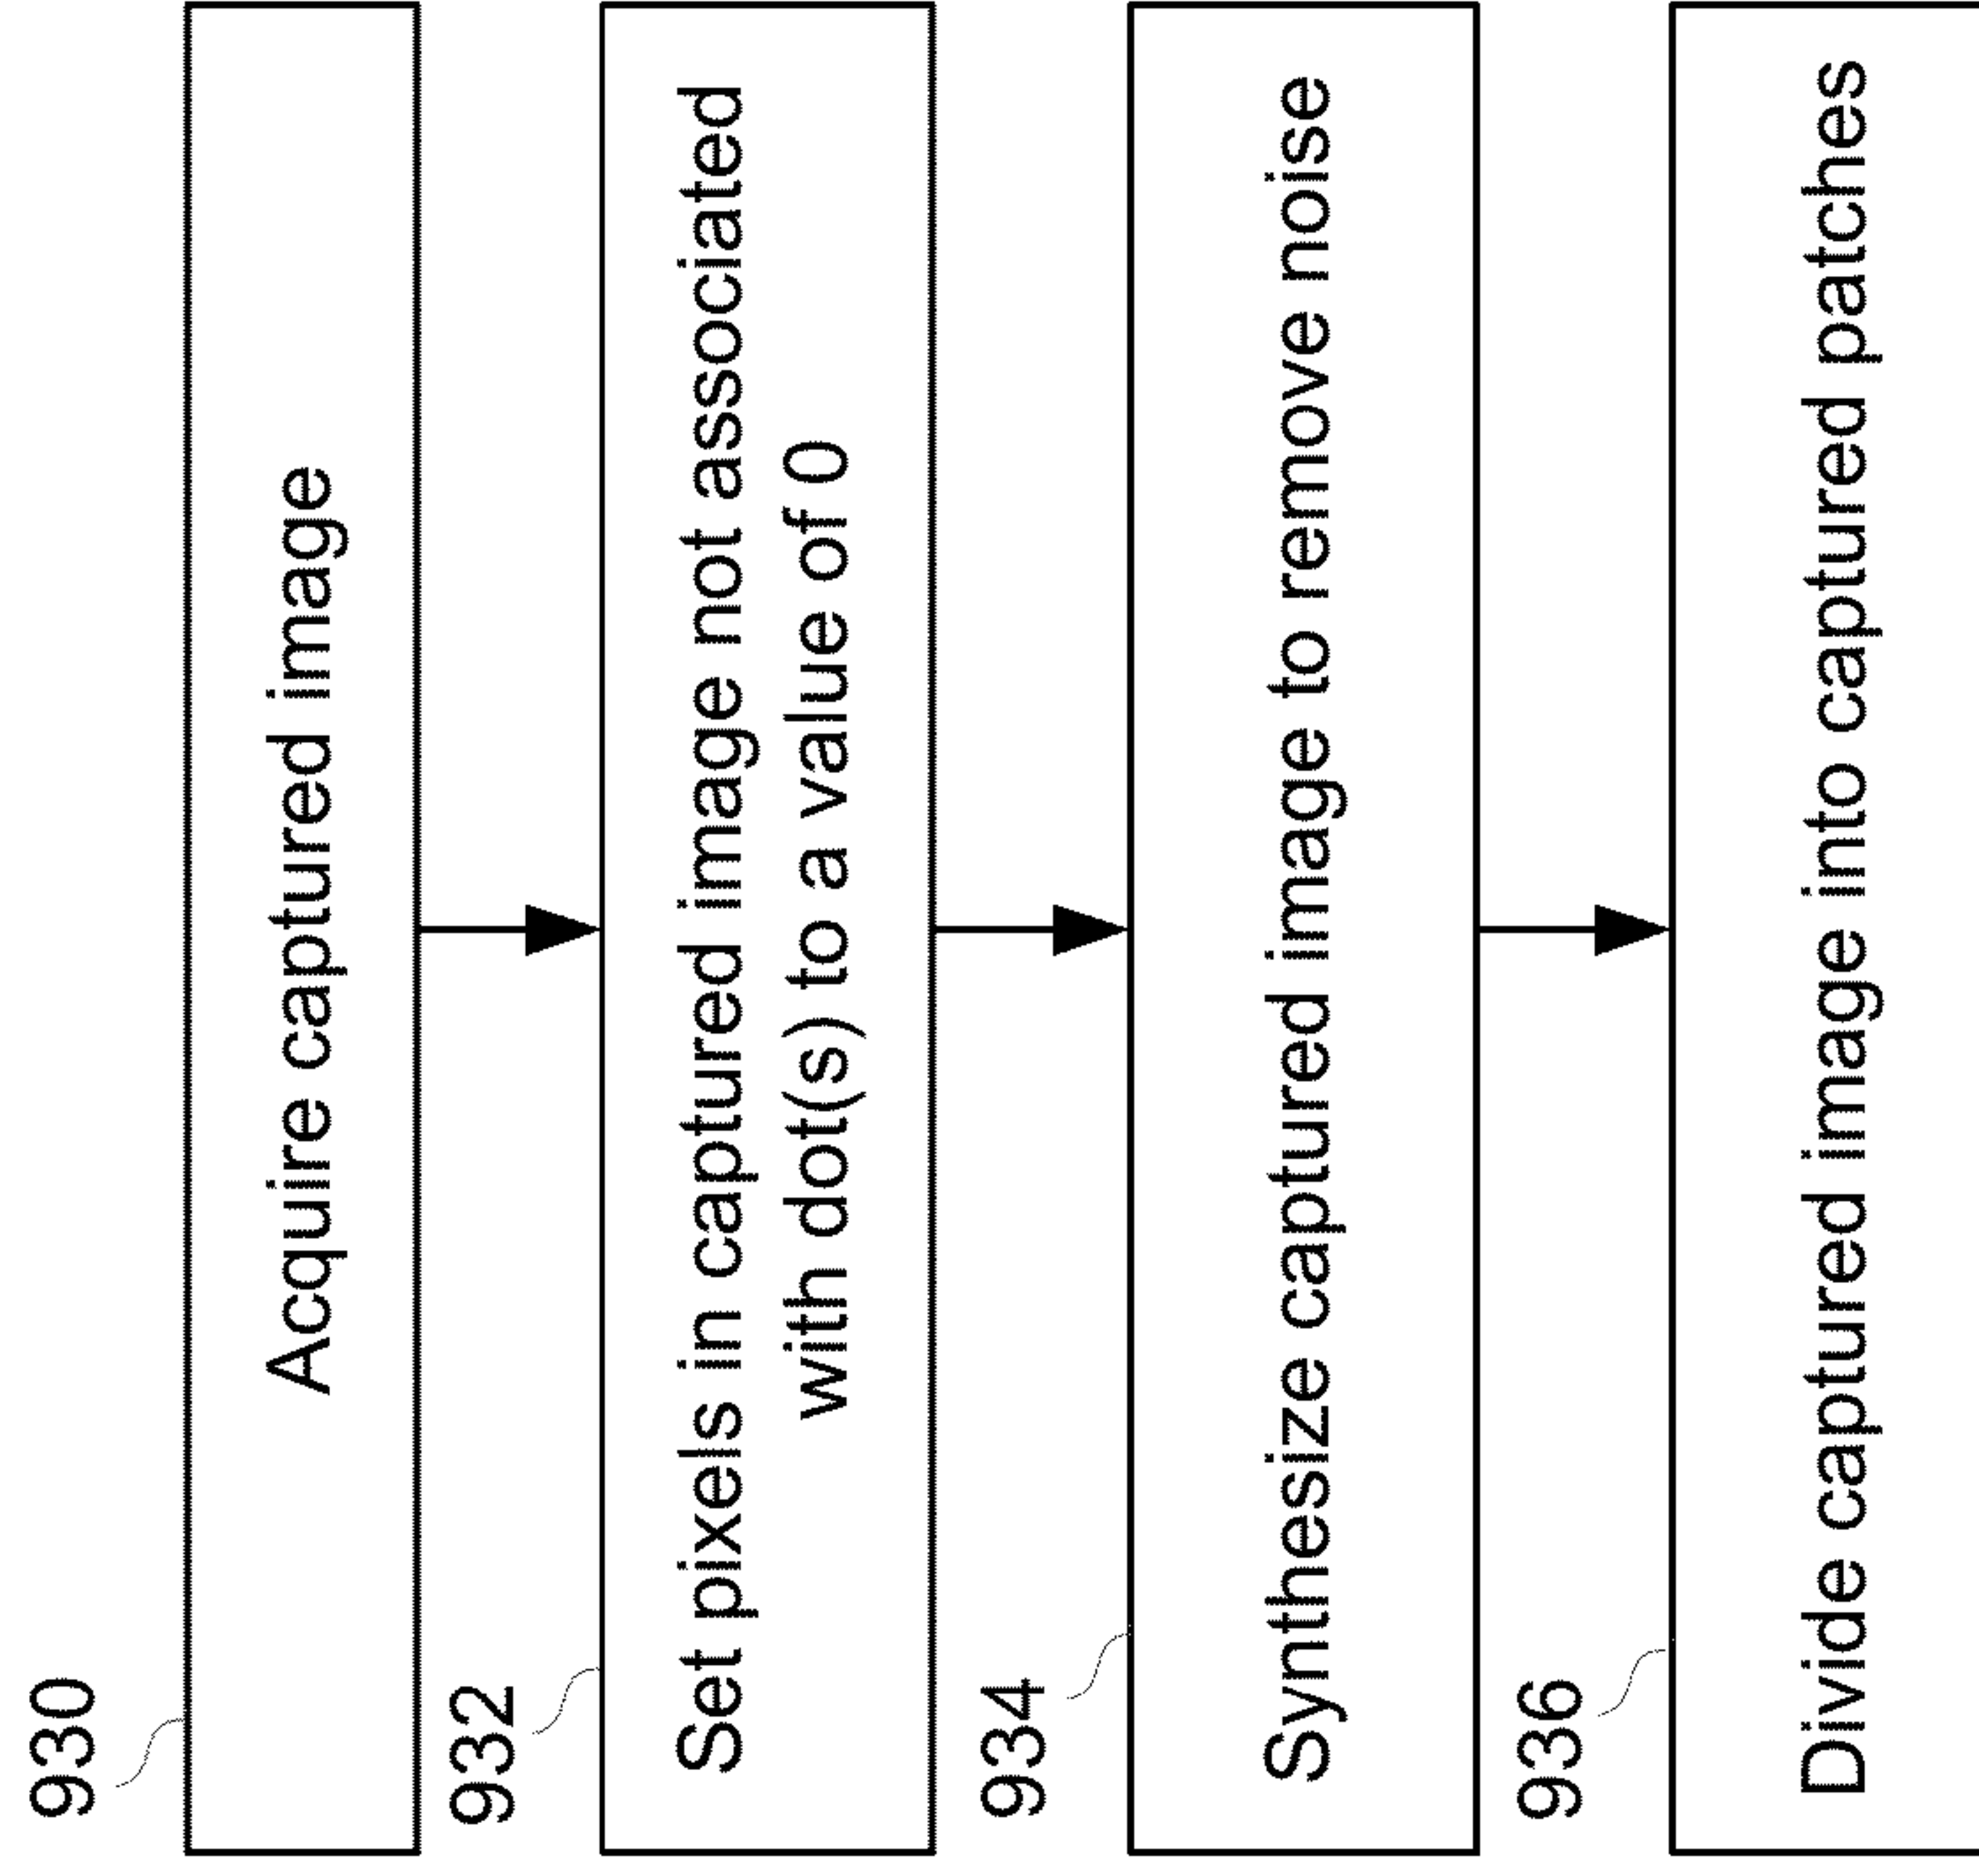 930
Acquire captured image
932
Set pixels in captured image not associated
with dot(s) to a value of 0
934
Synthesize captured image to remove noise
936
Divide captured image into captured patches